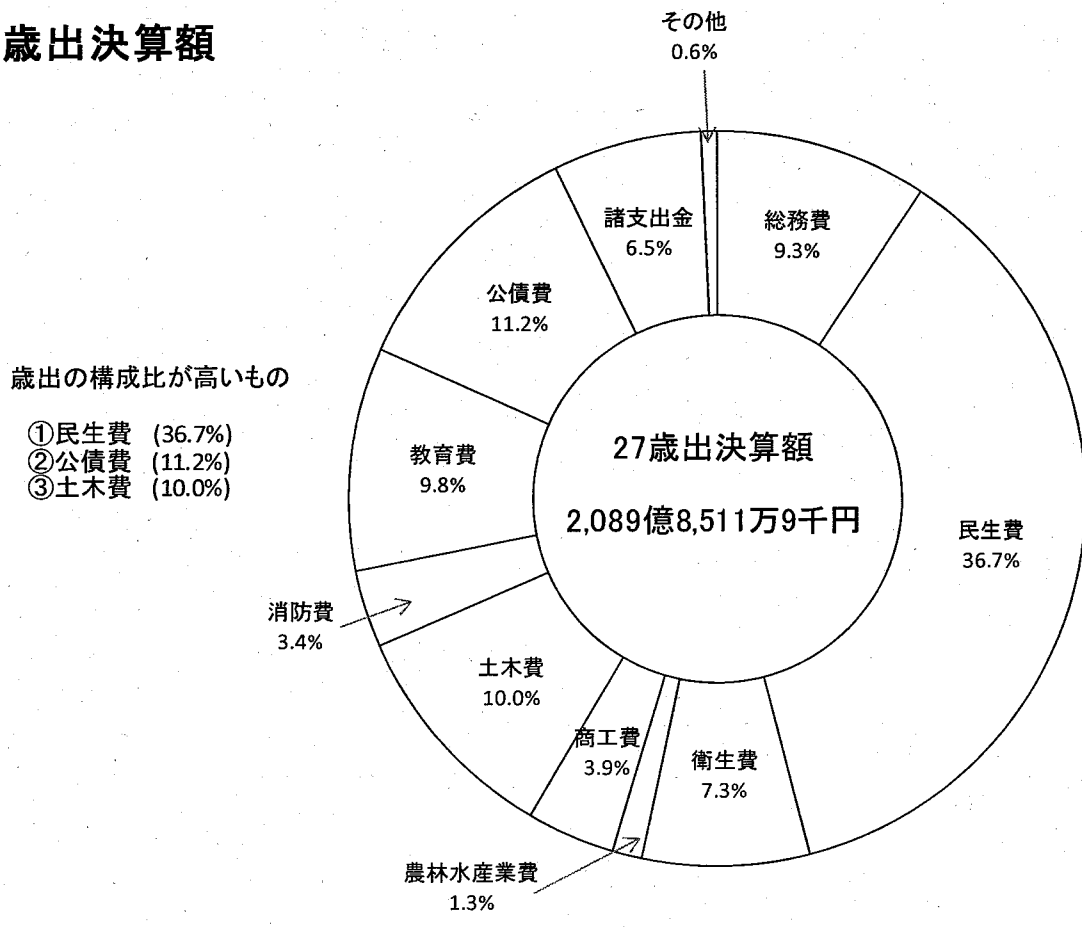 歳出決算額
その他
0.6%
総務費
9.3%
諸支出金
6.5%
公債費
11.2%
歳出の構成比が高いもの
①民生費 (36.7%)
②公債費 (11.2%)
③土木費 (10.0%)
教育費
9.8%
27歳出決算額
2,089億8,511万9千円
民生費
36.7%
消防費
3.4%
土木費
10.0%
商工費
3.9%
衛生費
7.3%
農林水産業費
1.3%